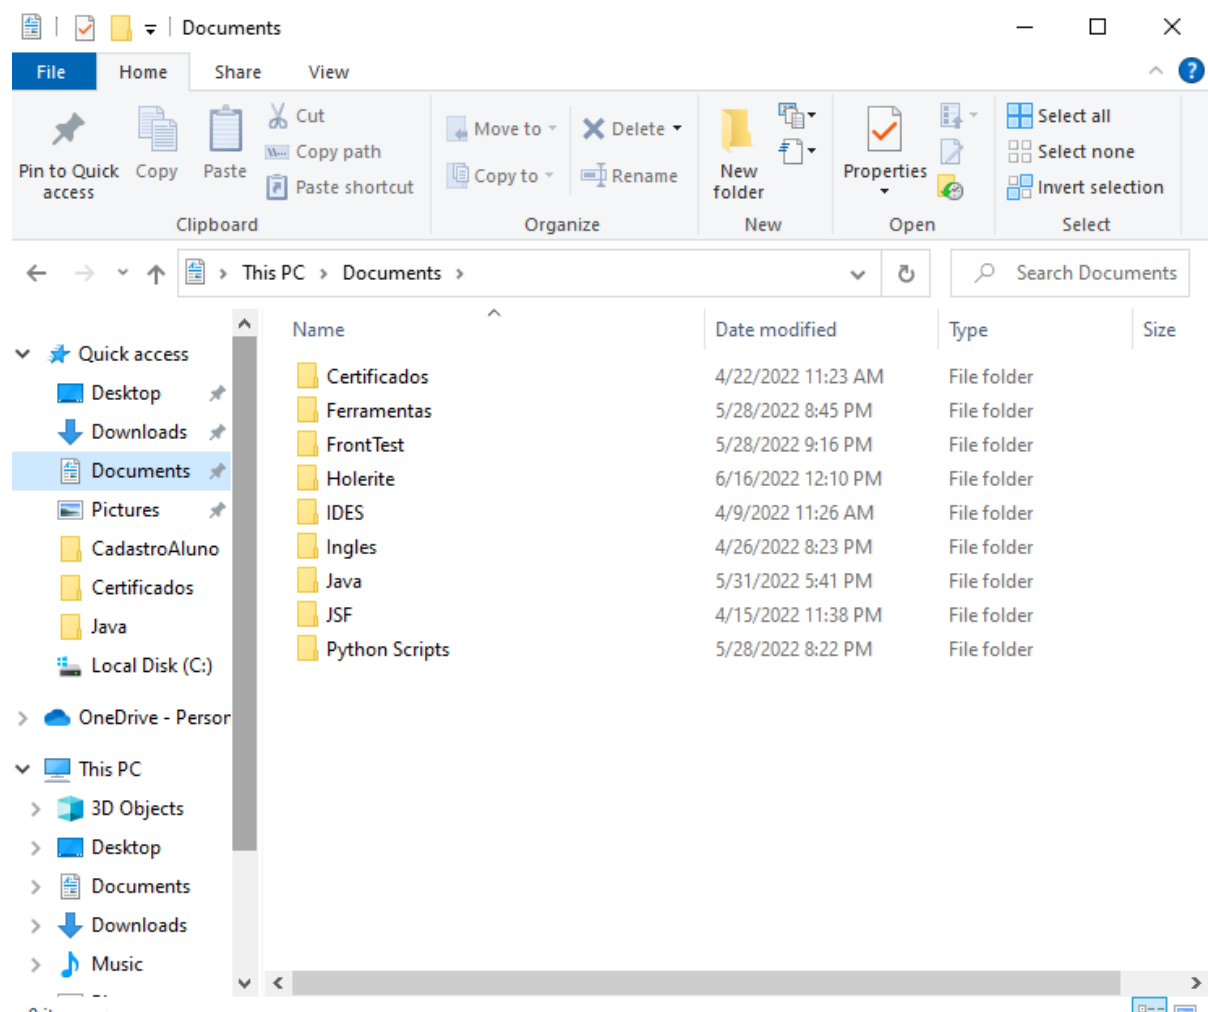 Documents
File Home Share View
Pin to Quick access
Copy
Paste
Cut
Copy path
Paste shortcut
Clipboard
Move to
Copy to
Delete
Rename
Organize
New folder
New
Properties
Open
Select all
Select none
Invert selection
Select
This PC > Documents >
Search Documents
Quick access
Desktop
Downloads
Documents
Pictures
CadastroAluno
Certificados
Java
Local Disk (C:)
OneDrive - Person
This PC
3D Objects
Desktop
Documents
Downloads
Music
Name Date modified Type Size
Certificados 4/22/2022 11:23 AM File folder
Ferramentas 5/28/2022 8:45 PM File folder
FrontTest 5/28/2022 9:16 PM File folder
Holerite 6/16/2022 12:10 PM File folder
IDES 4/9/2022 11:26 AM File folder
Ingles 4/26/2022 8:23 PM File folder
Java 5/31/2022 5:41 PM File folder
JSF 4/15/2022 11:38 PM File folder
Python Scripts 5/28/2022 8:22 PM File folder